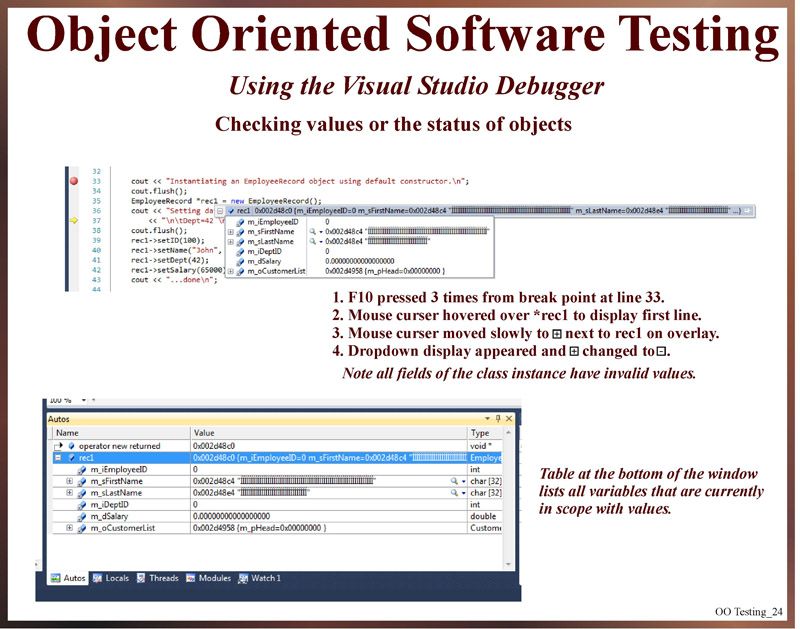 Object Oriented Software Testing
Using the Visual Studio Debugger
Checking values or the status of objects
32
33 cout << "Instantiating an EmployeeRecord object using default constructor.\n";
34 cout.flush();
35 EmployeeRecord *rec1 = new EmployeeRecord();
36 cout << "Setting da rec1 0x002d48c0 {m_iEmployeeID=0 m_sFirstName=0x002d48c4 " " m_sLastName=0x002d48e4 " " ...}
37 << "\n\tDept=42 \ m_iEmployeeID 0
38 cout.flush(); m_sFirstName 0x002d48c4 "
39 rec1->setID(100); m_sLastName 0x002d48e4 "
40 rec1->setName("John", m_iDeptID 0
41 rec1->setDept(42); m_dSalary 0.00000000000000000
42 rec1->setSalary(65000) m_oCustomerList 0x002d4958 {m_pHead=0x00000000 }
43 cout << "...done\n";
44
1. F10 pressed 3 times from break point at line 33.
2. Mouse curser hovered over *rec1 to display first line.
3. Mouse curser moved slowly to + next to rec1 on overlay.
4. Dropdown display appeared and + changed to -.
Note all fields of the class instance have invalid values.
100 %
Autos
Name Value Type
operator new returned 0x002d48c0 void *
rec1 0x002d48c0 {m_iEmployeeID=0 m_sFirstName=0x002d48c4 " Employe
m_iEmployeeID 0 int
m_sFirstName 0x002d48c4 " " char [32]
m_sLastName 0x002d48e4 " " char [32]
m_iDeptID 0 int
m_dSalary 0.00000000000000000 double
m_oCustomerList 0x002d4958 {m_pHead=0x00000000 } Custome
Table at the bottom of the window
lists all variables that are currently
in scope with values.
Autos Locals Threads Modules Watch 1
OO Testing_24